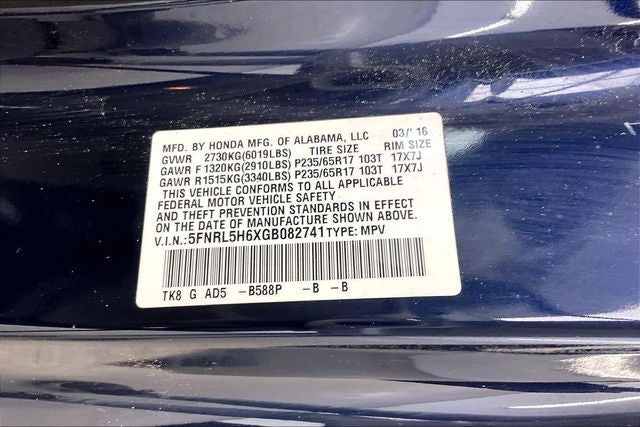 MFD. BY HONDA MFG. OF ALABAMA, LLC 03/16
GVWR 2730KG(6019LBS) TIRE SIZE RIM SIZE
GAWR F 1320KG(2910LBS) P235/65R17 103T 17X7J
GAWR R1515KG(3340LBS) P235/65R17 103T 17X7J
THIS VEHICLE CONFORMS TO ALL APPLICABLE
FEDERAL MOTOR VEHICLE SAFETY
AND THEFT PREVENTION STANDARDS IN EFFECT
ON THE DATE OF MANUFACTURE SHOWN ABOVE.
V.I.N.: 5FNRL5H6XGB082741 TYPE: MPV
TK8 G AD5 -B588P -B -B